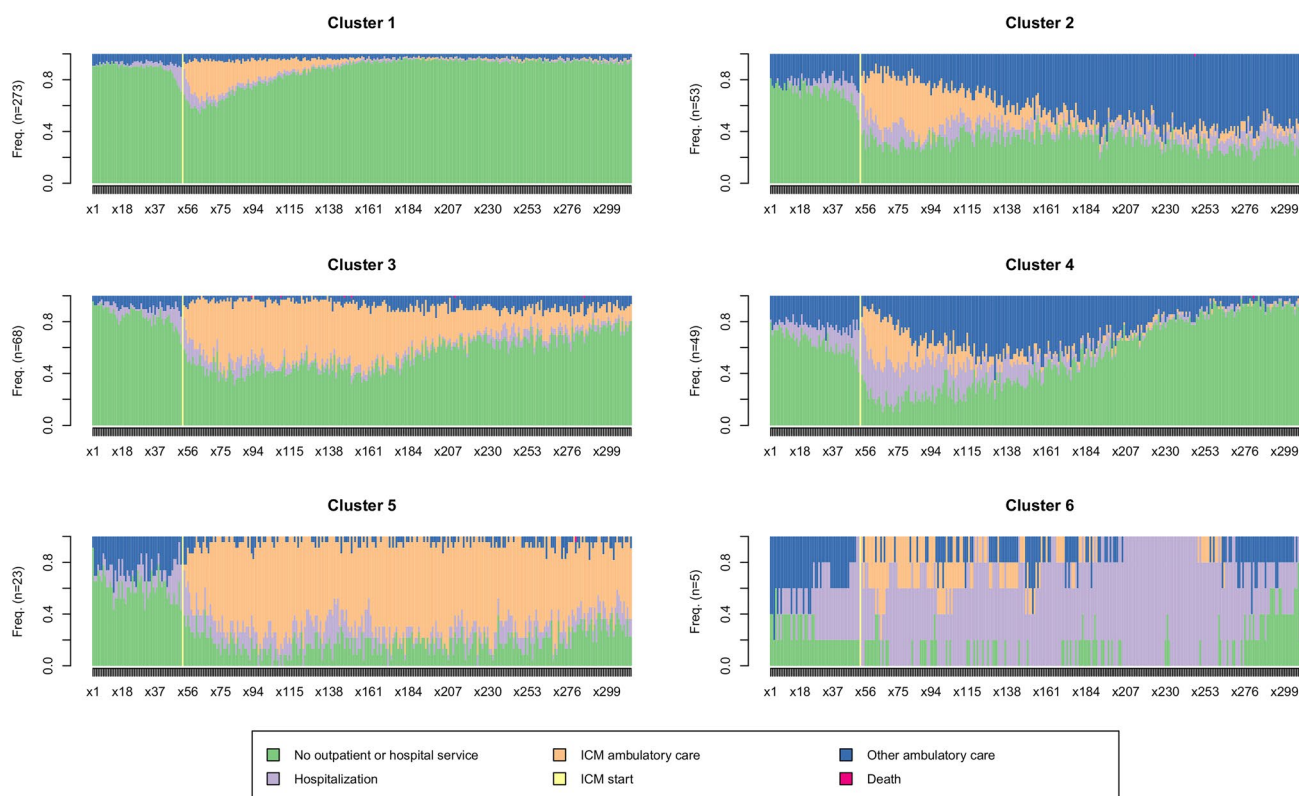 Cluster 1
Freq. (n=273)
0.0 0.4 0.8
x1 x18 x37 x56 x75 x94 x115 x138 x161 x184 x207 x230 x253 x276 x299
Cluster 2
Freq. (n=53)
0.0 0.4 0.8
x1 x18 x37 x56 x75 x94 x115 x138 x161 x184 x207 x230 x253 x276 x299
Cluster 3
Freq. (n=68)
0.0 0.4 0.8
x1 x18 x37 x56 x75 x94 x115 x138 x161 x184 x207 x230 x253 x276 x299
Cluster 4
Freq. (n=49)
0.0 0.4 0.8
x1 x18 x37 x56 x75 x94 x115 x138 x161 x184 x207 x230 x253 x276 x299
Cluster 5
Freq. (n=23)
0.0 0.4 0.8
x1 x18 x37 x56 x75 x94 x115 x138 x161 x184 x207 x230 x253 x276 x299
Cluster 6
Freq. (n=5)
0.0 0.4 0.8
x1 x18 x37 x56 x75 x94 x115 x138 x161 x184 x207 x230 x253 x276 x299
No outpatient or hospital service
ICM ambulatory care
Other ambulatory care
Hospitalization
ICM start
Death